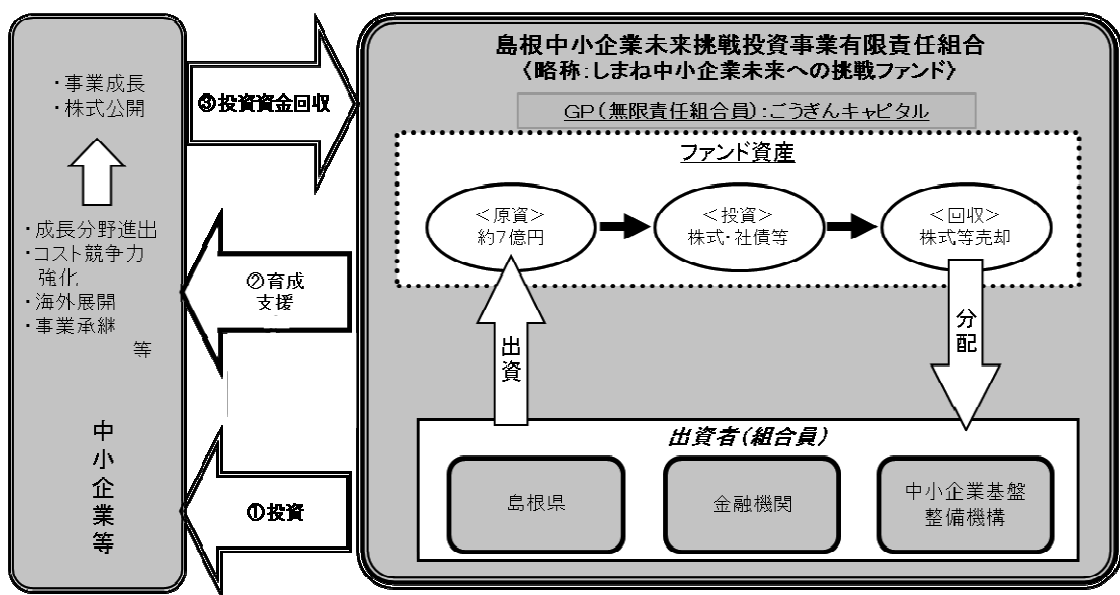 ・事業成長
・株式公開
・成長分野進出
・コスト競争力
強化
・海外展開
・事業承継
等
中小企業等
③投資資金回収
②育成
支援
①投資
島根中小企業未来挑戦投資事業有限責任組合
〈略称：しまね中小企業未来への挑戦ファンド〉
GP（無限責任組合員）：ごうぎんキャピタル
ファンド資産
＜原資＞
約7億円
＜投資＞
株式・社債等
＜回収＞
株式等売却
出資
分配
出資者（組合員）
島根県
金融機関
中小企業基盤
整備機構